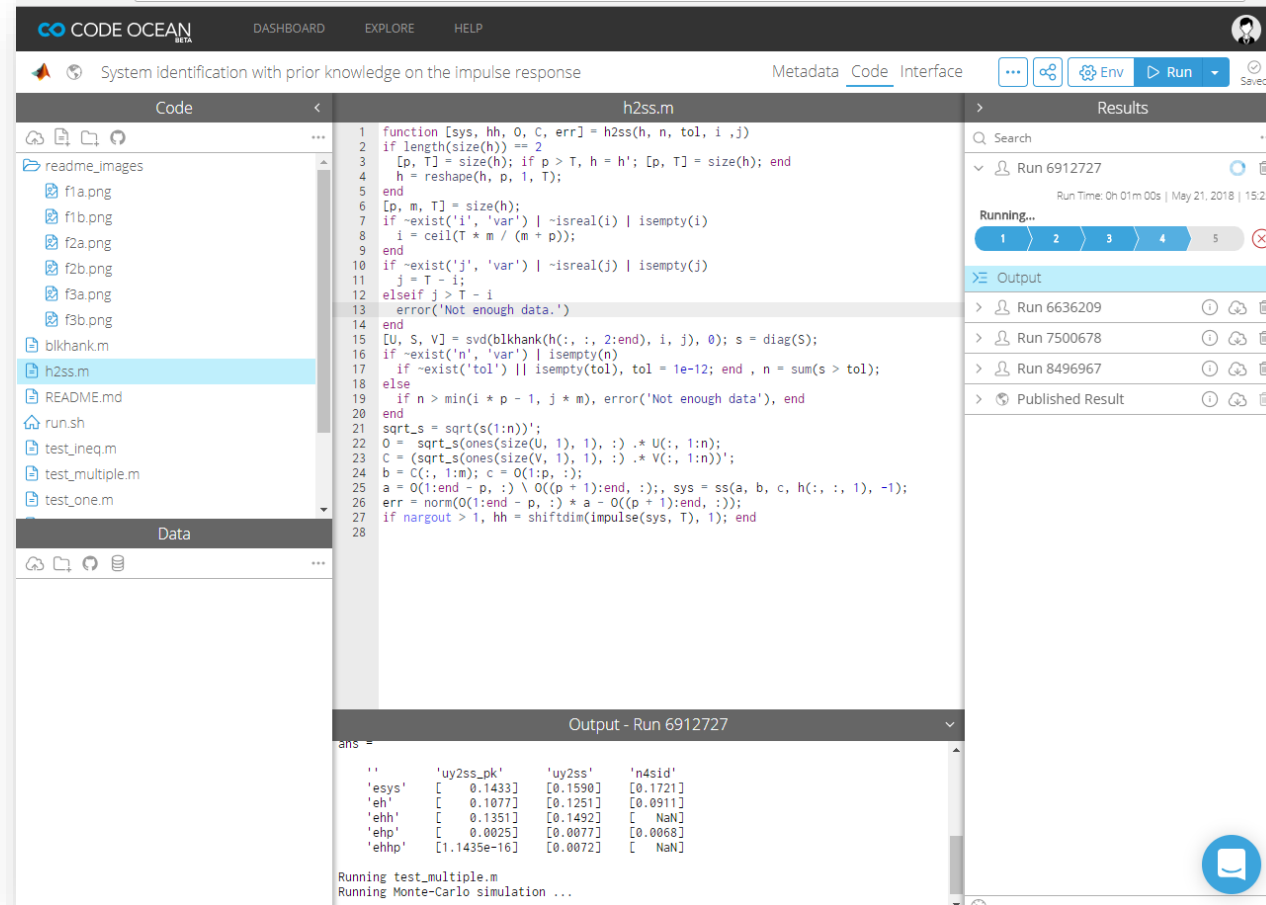 CODE OCEAN
BETA
DASHBOARD
EXPLORE
HELP
System identification with prior knowledge on the impulse response
Metadata Code Interface
Env
Run
Saved
Code
readme_images
f1a.png
f1b.png
f2a.png
f2b.png
f3a.png
f3b.png
blkhank.m
h2ss.m
README.md
run.sh
test_ineq.m
test_multiple.m
test_one.m
Data
h2ss.m
1 function [sys, hh, O, C, err] = h2ss(h, n, tol, i ,j)
2 if length(size(h)) == 2
3 [p, T] = size(h); if p > T, h = h'; [p, T] = size(h); end
4 h = reshape(h, p, 1, T);
5 end
6 [p, m, T] = size(h);
7 if ~exist('i', 'var') | ~isreal(i) | isempty(i)
8 i = ceil(T * m / (m + p));
9 end
10 if ~exist('j', 'var') | ~isreal(j) | isempty(j)
11 j = T - i;
12 elseif j > T - i
13 error('Not enough data.')
14 end
15 [U, S, V] = svd(blkhank(h(:, :, 2:end), i, j), 0); s = diag(S);
16 if ~exist('n', 'var') | isempty(n)
17 if ~exist('tol') || isempty(tol), tol = 1e-12; end , n = sum(s > tol);
18 else
19 if n > min(i * p - 1, j * m), error('Not enough data'), end
20 end
21 sqrt_s = sqrt(s(1:n))';
22 O = sqrt_s(ones(size(U, 1), 1), :) .* U(:, 1:n);
23 C = (sqrt_s(ones(size(V, 1), 1), :) .* V(:, 1:n))';
24 b = C(:, 1:m); c = O(1:p, :);
25 a = O(1:end - p, :) \ O((p + 1):end, :);, sys = ss(a, b, c, h(:, :, 1), -1);
26 err = norm(O(1:end - p, :) * a - O((p + 1):end, :));
27 if nargout > 1, hh = shiftdim(impulse(sys, T), 1); end
28
Output - Run 6912727
ans =
'' 'uy2ss_pk' 'uy2ss' 'n4sid'
'esys' [ 0.1433] [0.1590] [0.1721]
'eh' [ 0.1077] [0.1251] [0.0911]
'ehh' [ 0.1351] [0.1492] [ NaN]
'ehp' [ 0.0025] [0.0077] [0.0068]
'ehhp' [1.1435e-16] [0.0072] [ NaN]
Running test_multiple.m
Running Monte-Carlo simulation ...
Results
Search
Run 6912727
Run Time: 0h 01m 00s | May 21, 2018 | 15:2
Running...
1 2 3 4 5
Output
Run 6636209
Run 7500678
Run 8496967
Published Result